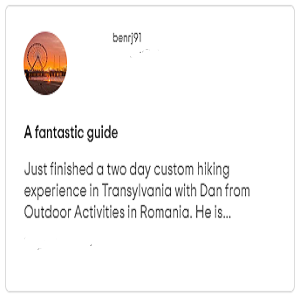 benrj91
A fantastic guide
Just finished a two day custom hiking
experience in Transylvania with Dan from
Outdoor Activities in Romania. He is...